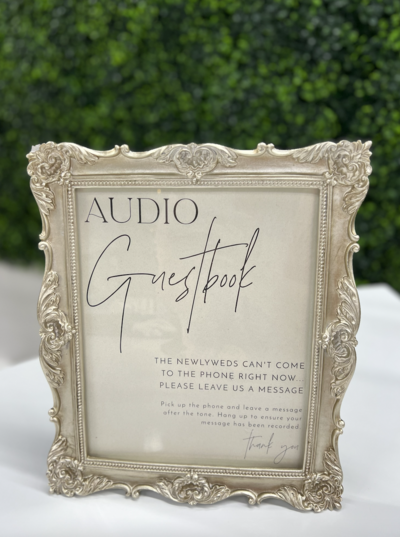 AUDIO
Guestbook
THE NEWLYWEDS CAN'T COME
TO THE PHONE RIGHT NOW
PLEASE LEAVE US A MESSAGE
Pick up the phone and leave a message
after the tone. Hang up to ensure your
message has been recorded.
thank you